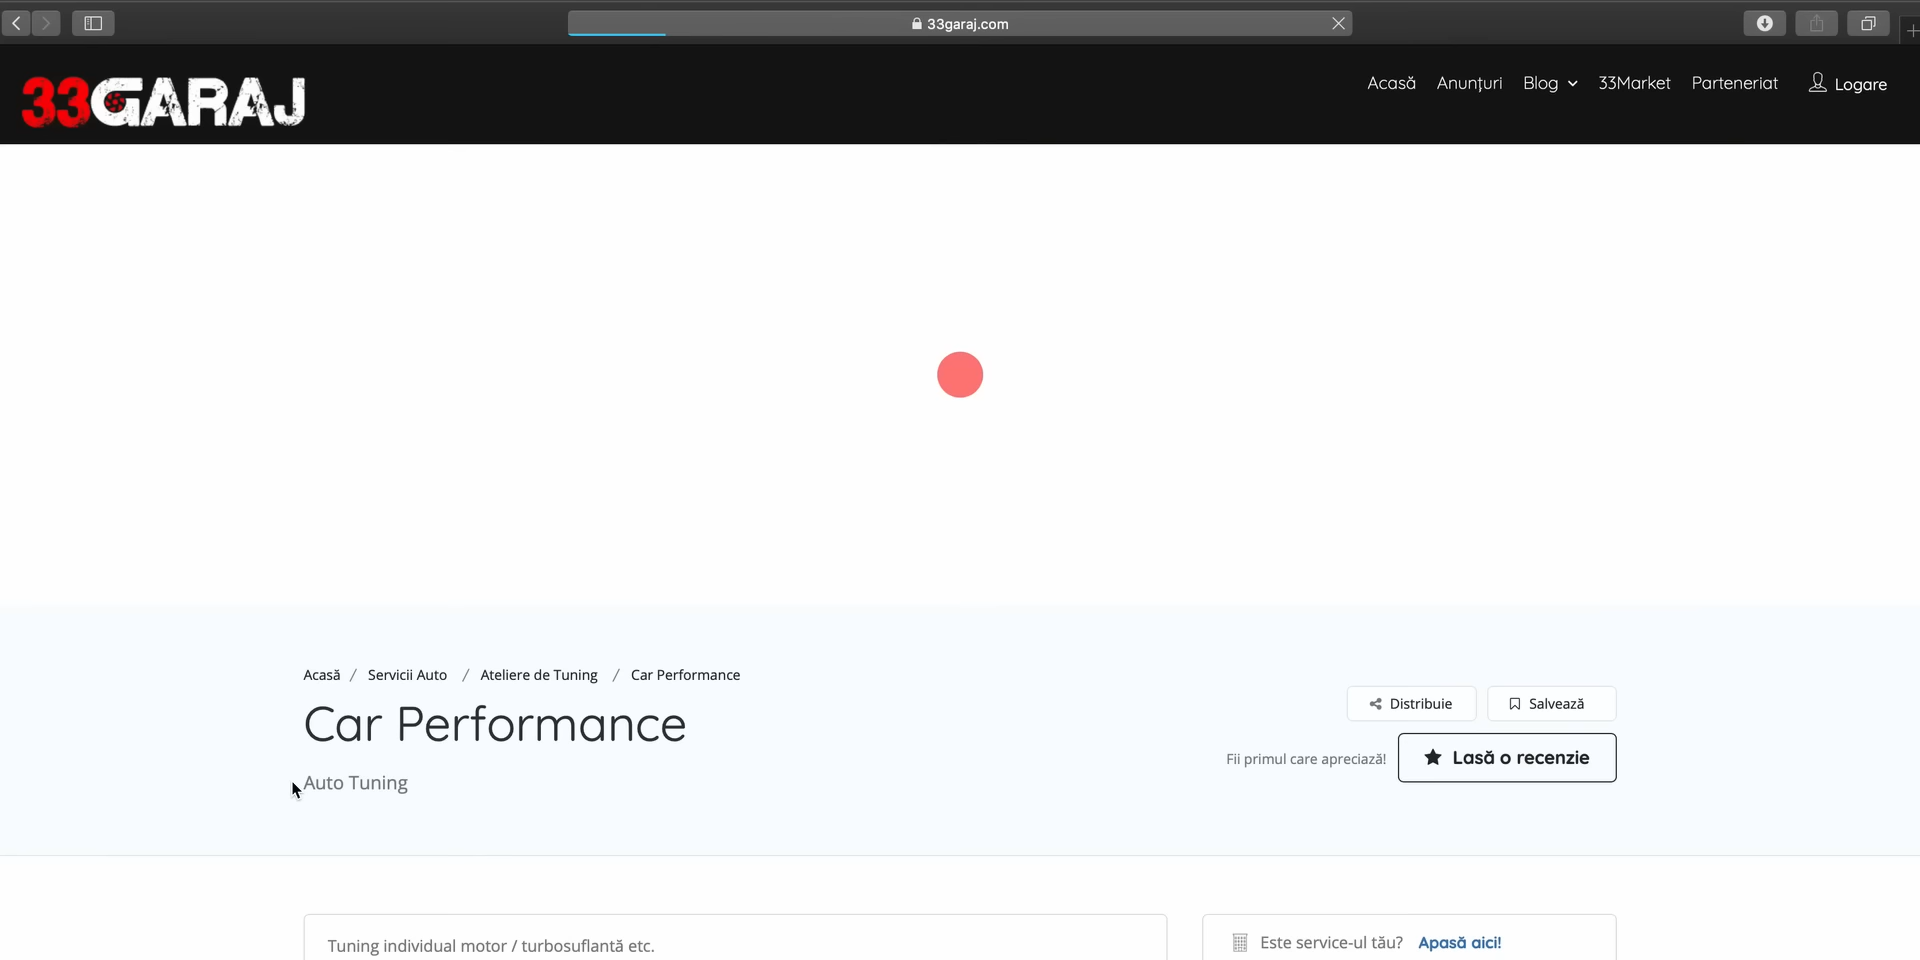 33garaj.com
33GARAJ
Acasă Anunțuri Blog 33Market Parteneriat Logare
Acasă / Servicii Auto / Ateliere de Tuning / Car Performance
Car Performance
Auto Tuning
Distribuie Salvează
Fii primul care apreciază! Lasă o recenzie
Tuning individual motor / turbosuflantă etc.
Este service-ul tău? Apasă aici!